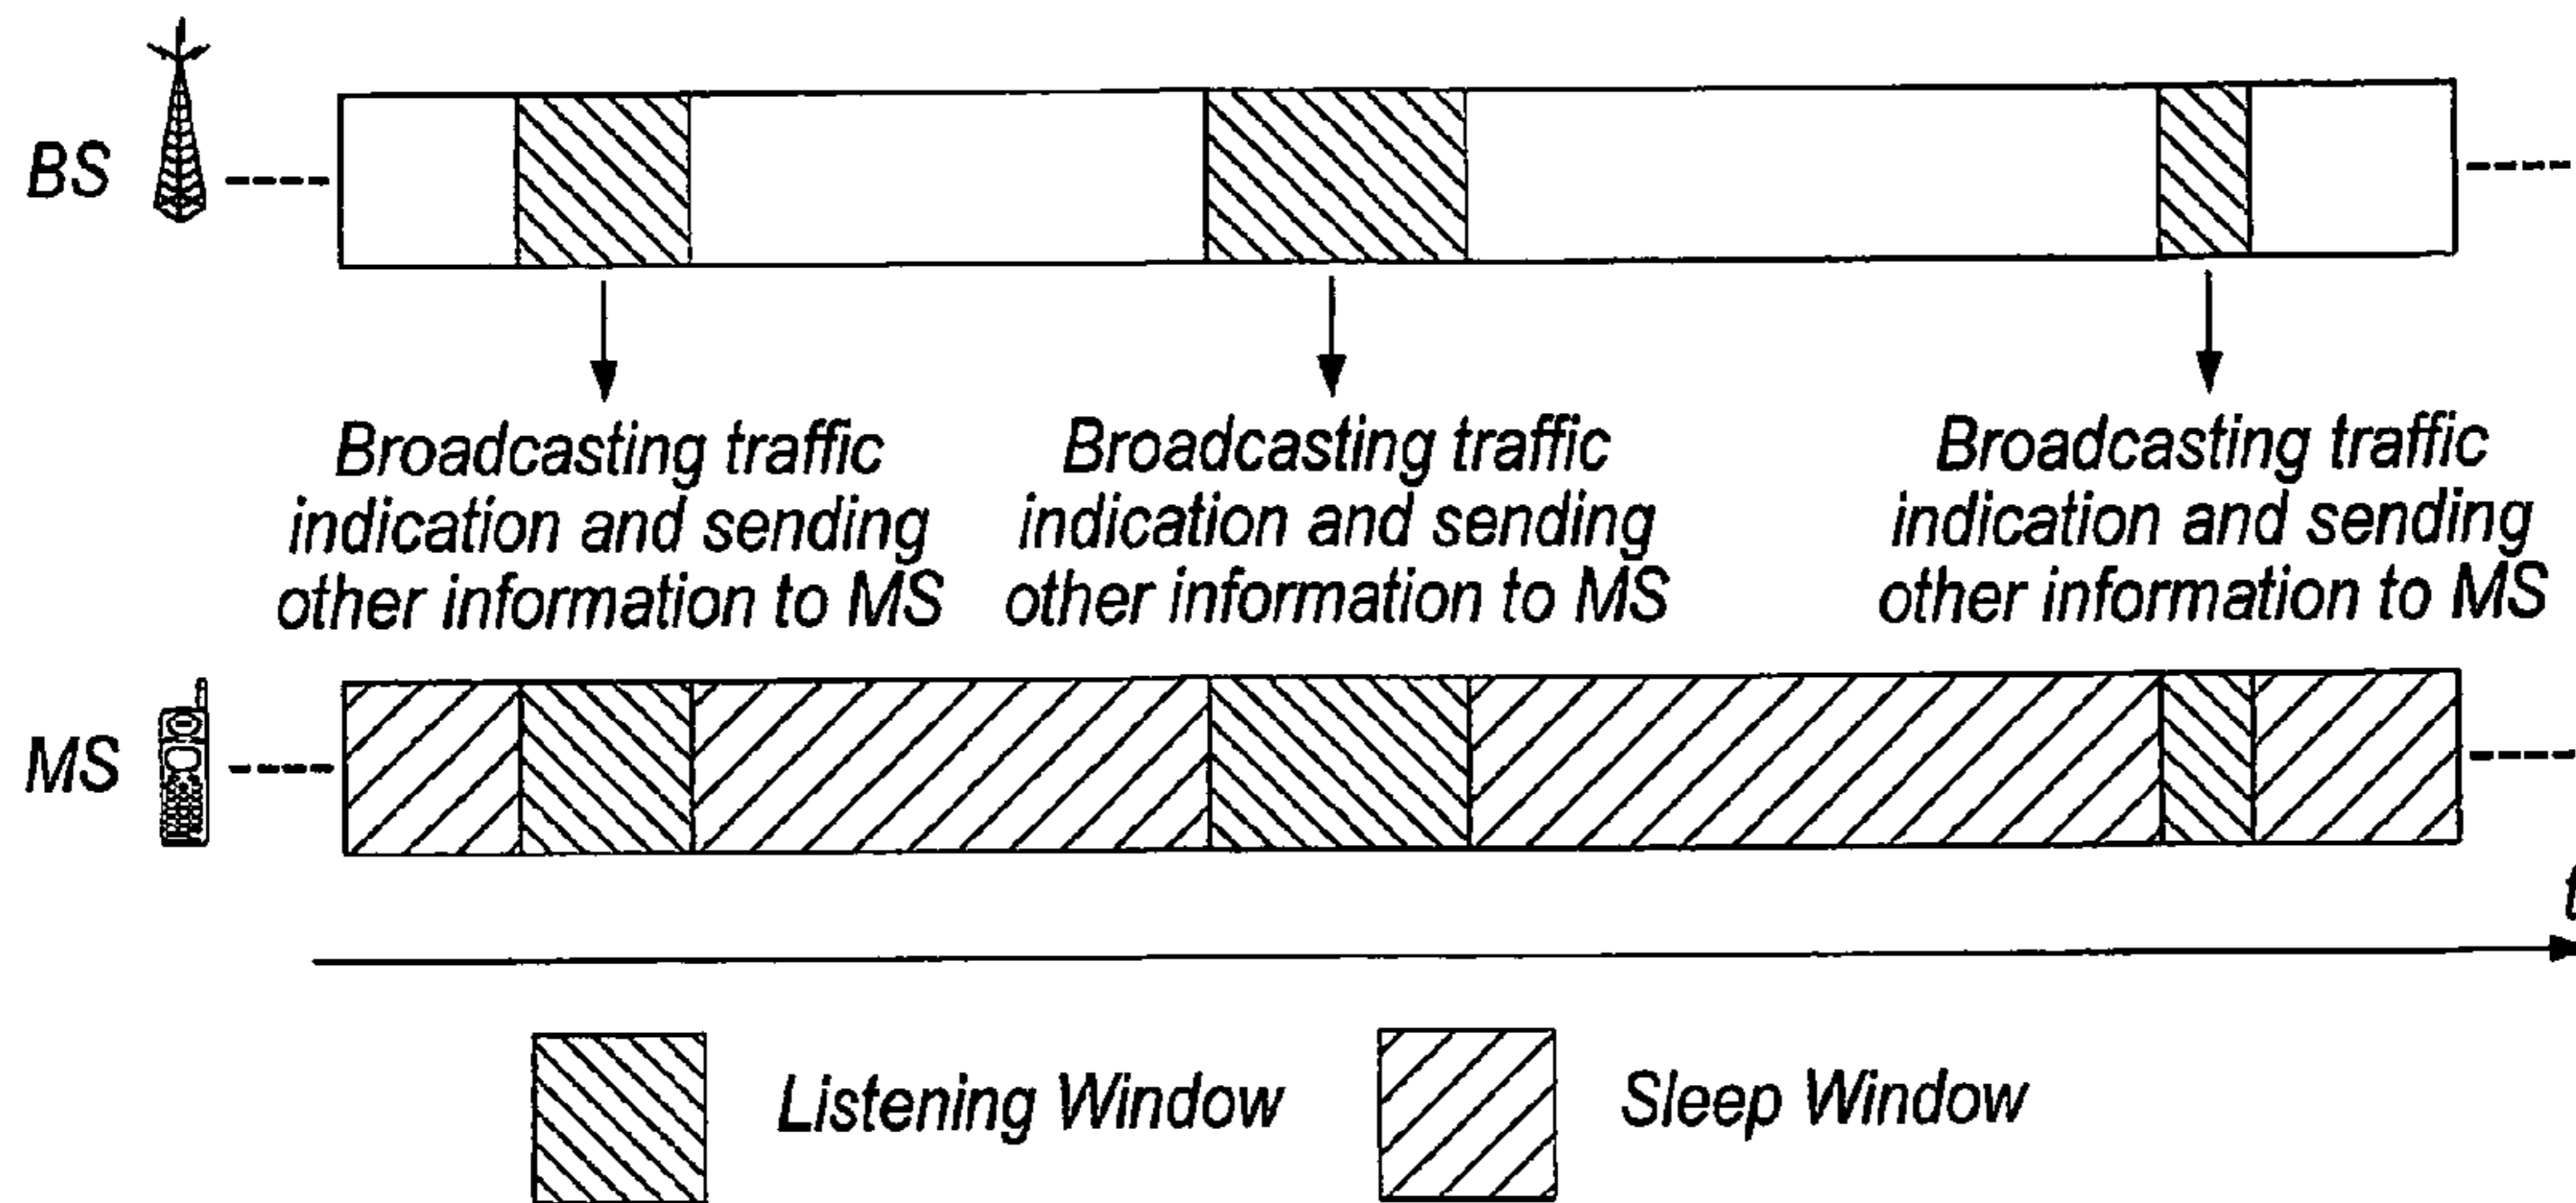 BS
Broadcasting traffic
indication and sending
other information to MS
Broadcasting traffic
indication and sending
other information to MS
Broadcasting traffic
indication and sending
other information to MS
MS
t
Listening Window
Sleep Window